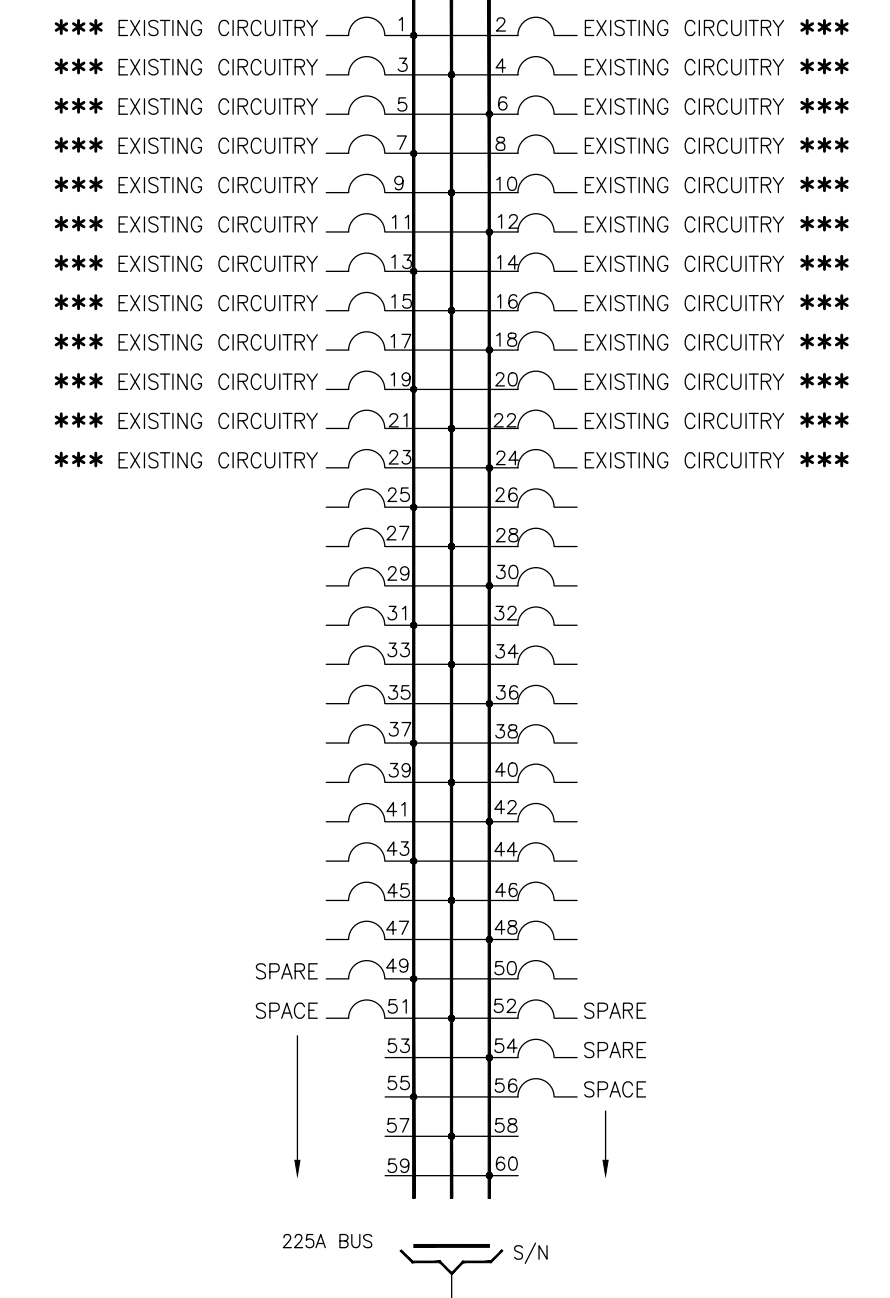 *** EXISTING CIRCUITRY 1 2 EXISTING CIRCUITRY ***
*** EXISTING CIRCUITRY 3 4 EXISTING CIRCUITRY ***
*** EXISTING CIRCUITRY 5 6 EXISTING CIRCUITRY ***
*** EXISTING CIRCUITRY 7 8 EXISTING CIRCUITRY ***
*** EXISTING CIRCUITRY 9 10 EXISTING CIRCUITRY ***
*** EXISTING CIRCUITRY 11 12 EXISTING CIRCUITRY ***
*** EXISTING CIRCUITRY 13 14 EXISTING CIRCUITRY ***
*** EXISTING CIRCUITRY 15 16 EXISTING CIRCUITRY ***
*** EXISTING CIRCUITRY 17 18 EXISTING CIRCUITRY ***
*** EXISTING CIRCUITRY 19 20 EXISTING CIRCUITRY ***
*** EXISTING CIRCUITRY 21 22 EXISTING CIRCUITRY ***
*** EXISTING CIRCUITRY 23 24 EXISTING CIRCUITRY ***
25 26
27 28
29 30
31 32
33 34
35 36
37 38
39 40
41 42
43 44
45 46
47 48
SPARE 49 50
SPACE 51 52 SPARE
53 54 SPARE
55 56 SPACE
57 58
59 60
225A BUS S/N